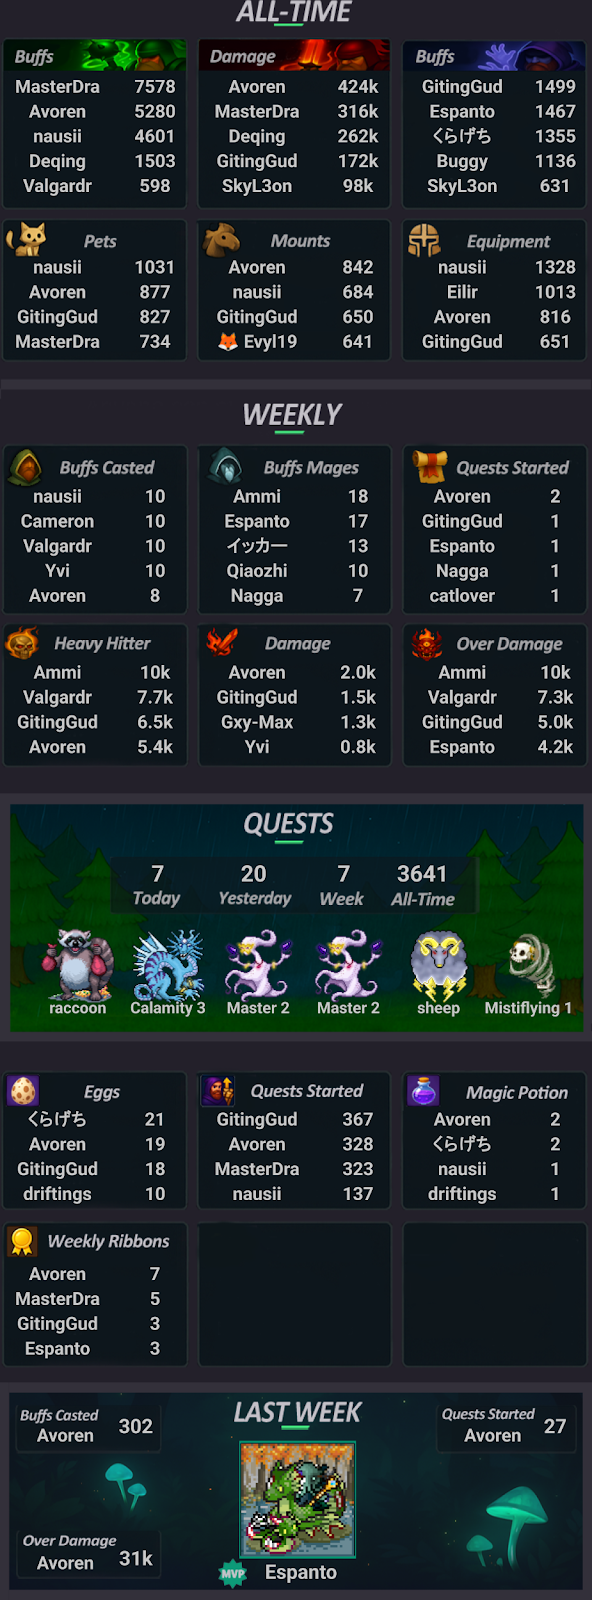 ALL-TIME
Buffs
MasterDra 7578
Avoren 5280
nausii 4601
Deqing 1503
Valgardr 598
Damage
Avoren 424k
MasterDra 316k
Deqing 262k
GitingGud 172k
SkyL3on 98k
Buffs
GitingGud 1499
Espanto 1467
くらげち 1355
Buggy 1136
SkyL3on 631
Pets
nausii 1031
Avoren 877
GitingGud 827
MasterDra 734
Mounts
Avoren 842
nausii 684
GitingGud 650
🦊 Evyl19 641
Equipment
nausii 1328
Eilir 1013
Avoren 816
GitingGud 651
WEEKLY
Buffs Casted
nausii 10
Cameron 10
Valgardr 10
Yvi 10
Avoren 8
Buffs Mages
Ammi 18
Espanto 17
イッカー 13
Qiaozhi 10
Nagga 7
Quests Started
Avoren 2
GitingGud 1
Espanto 1
Nagga 1
catlover 1
Heavy Hitter
Ammi 10k
Valgardr 7.7k
GitingGud 6.5k
Avoren 5.4k
Damage
Avoren 2.0k
GitingGud 1.5k
Gxy-Max 1.3k
Yvi 0.8k
Over Damage
Ammi 10k
Valgardr 7.3k
GitingGud 5.0k
Espanto 4.2k
QUESTS
7 20 7 3641
Today Yesterday Week All-Time
raccoon Calamity 3 Master 2 Master 2 sheep Mistiflying 1
Eggs
くらげち 21
Avoren 19
GitingGud 18
driftings 10
Quests Started
GitingGud 367
Avoren 328
MasterDra 323
nausii 137
Magic Potion
Avoren 2
くらげち 2
nausii 1
driftings 1
Weekly Ribbons
Avoren 7
MasterDra 5
GitingGud 3
Espanto 3
LAST WEEK
Buffs Casted
Avoren 302
Quests Started
Avoren 27
Over Damage
Avoren 31k
MVP Espanto